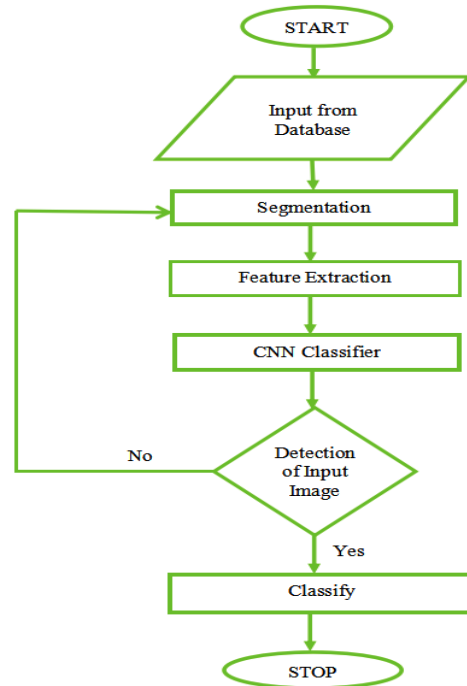 START
Input from
Database
Segmentation
Feature Extraction
CNN Classifier
Detection
of Input
Image
No
Yes
Classify
STOP